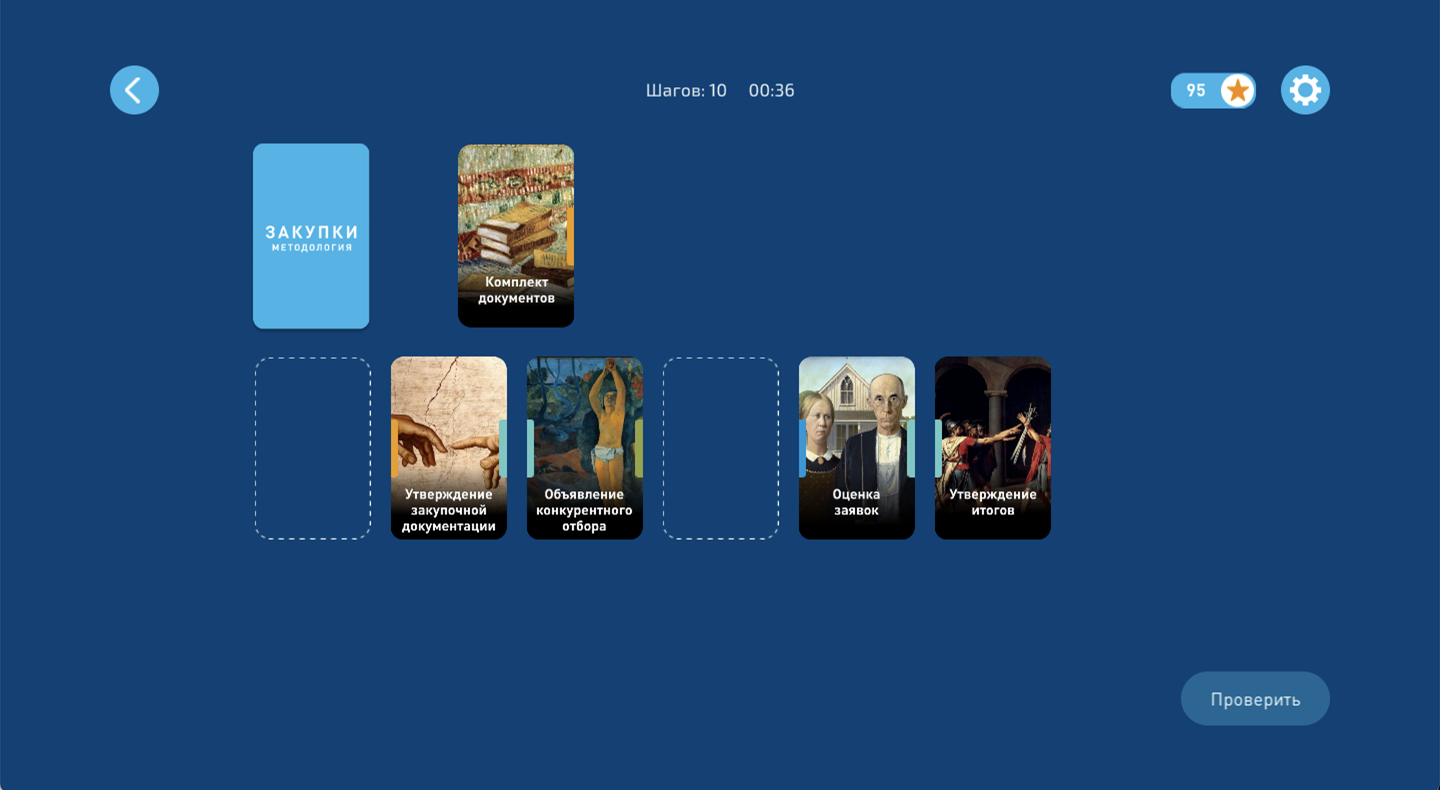 Шагов: 10 00:36
95
ЗАКУПКИ
МЕТОДОЛОГИЯ
Комплект
документов
Утверждение
закупочной
документации
Объявление
конкурентного
отбора
Оценка
заявок
Утверждение
итогов
Проверить